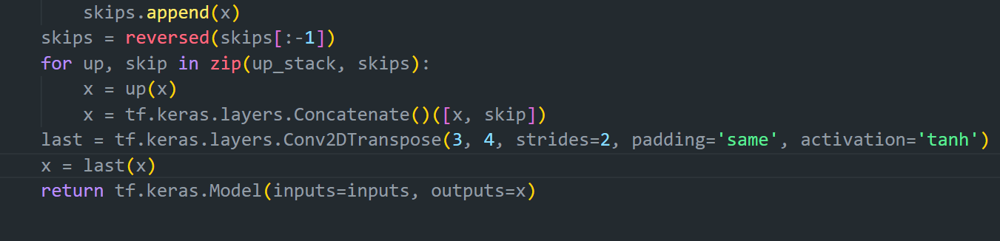 skips.append(x)
skips = reversed(skips[:-1])
for up, skip in zip(up_stack, skips):
x = up(x)
x = tf.keras.layers.Concatenate()([x, skip])
last = tf.keras.layers.Conv2DTranspose(3, 4, strides=2, padding='same', activation='tanh')
x = last(x)
return tf.keras.Model(inputs=inputs, outputs=x)